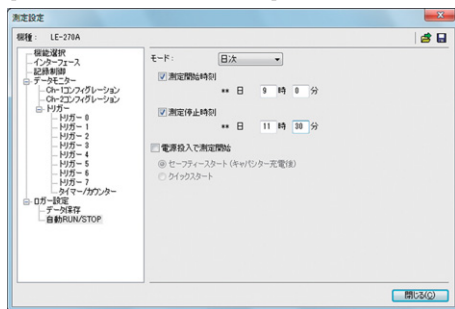 測定設定
機種： LE-270A
機能選択
インターフェース
記録制御
データモニター
Ch-1コンフィグレーション
Ch-2コンフィグレーション
トリガー
トリガー 0
トリガー 1
トリガー 2
トリガー 3
トリガー 4
トリガー 5
トリガー 6
トリガー 7
タイマー/カウンター
ロガー設定
データ保存
自動RUN/STOP
モード： 日次
測定開始時刻
** 日 9 時 0 分
測定停止時刻
** 日 11 時 30 分
電源投入で測定開始
セーフティースタート (キャパシター充電後)
クイックスタート
閉じる(C)